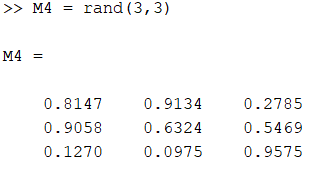 >> M4 = rand(3,3)
M4 =
0.8147 0.9134 0.2785
0.9058 0.6324 0.5469
0.1270 0.0975 0.9575